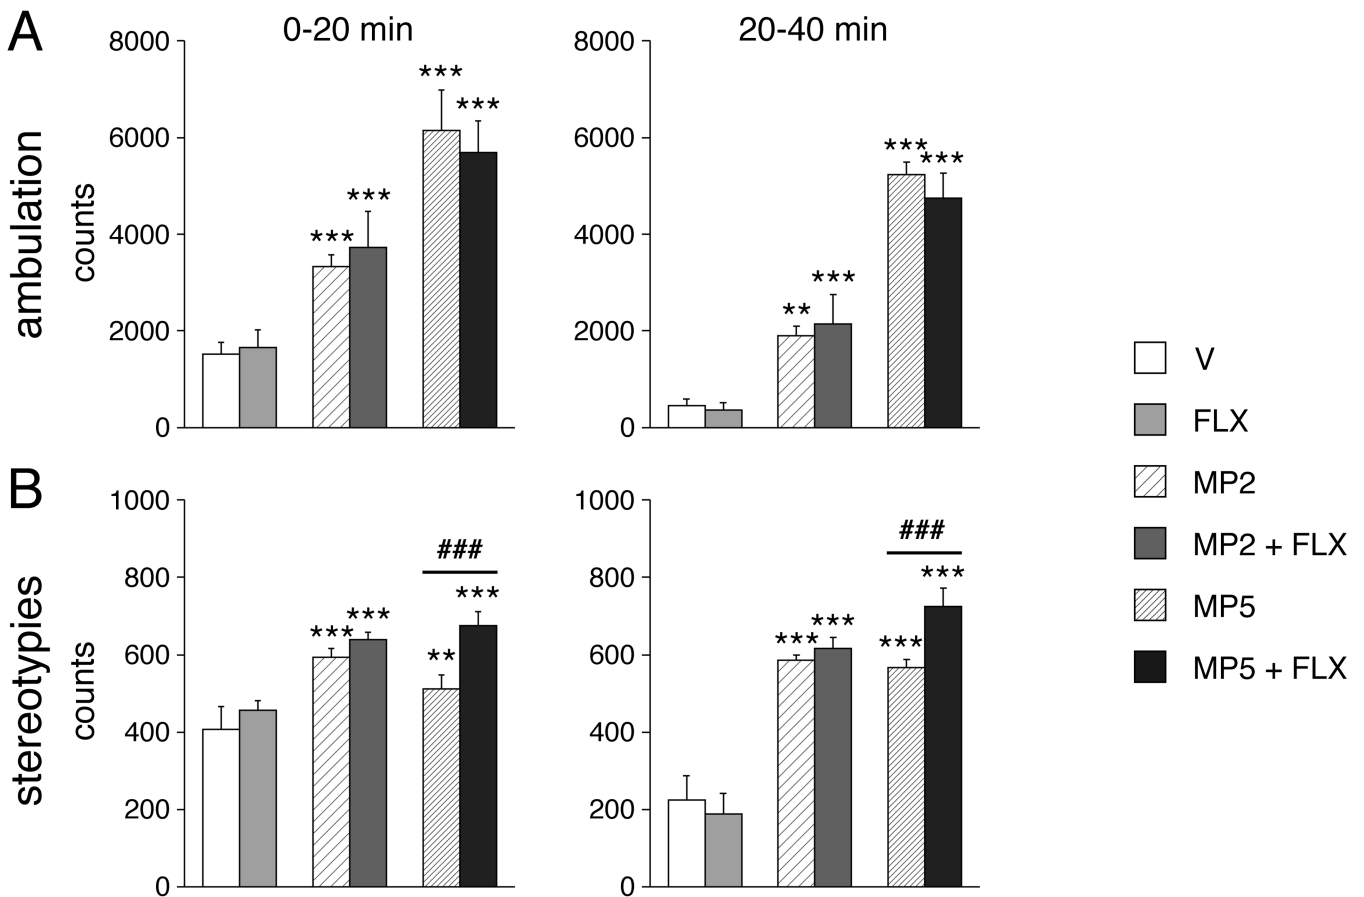 A
0-20 min
20-40 min
ambulation
counts
8000
6000
4000
2000
0
***
***
***
***
8000
6000
4000
2000
0
**
***
***
***
B
stereotypies
counts
1000
800
600
400
200
0
***
***
**
***
###
1000
800
600
400
200
0
***
***
***
***
###
V
FLX
MP2
MP2 + FLX
MP5
MP5 + FLX